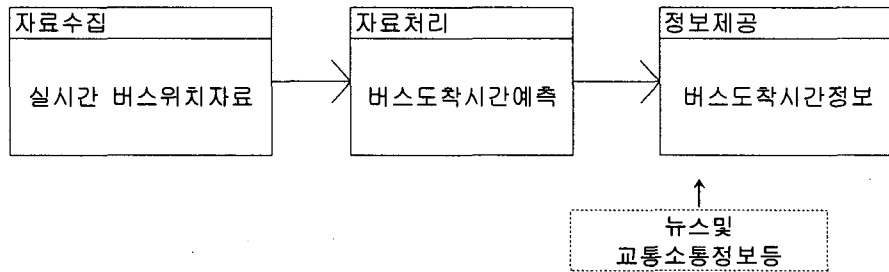 자료수집
실시간 버스위치자료
자료처리
버스도착시간예측
정보제공
버스도착시간정보
뉴스및
교통소통정보등